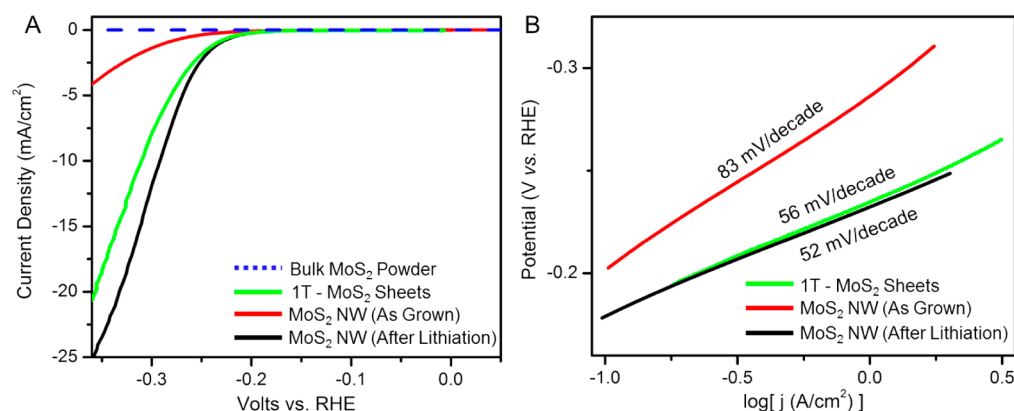 A
Current Density (mA/cm²)
0
-5
-10
-15
-20
-25
-0.3
-0.2
-0.1
0.0
Volts vs. RHE
Bulk MoS₂ Powder
1T - MoS₂ Sheets
MoS₂ NW (As Grown)
MoS₂ NW (After Lithiation)
B
Potential (V vs. RHE)
-0.3
-0.2
83 mV/decade
56 mV/decade
52 mV/decade
1T - MoS₂ Sheets
MoS₂ NW (As Grown)
MoS₂ NW (After Lithiation)
-1.0
-0.5
0.0
0.5
log[ j (A/cm²) ]